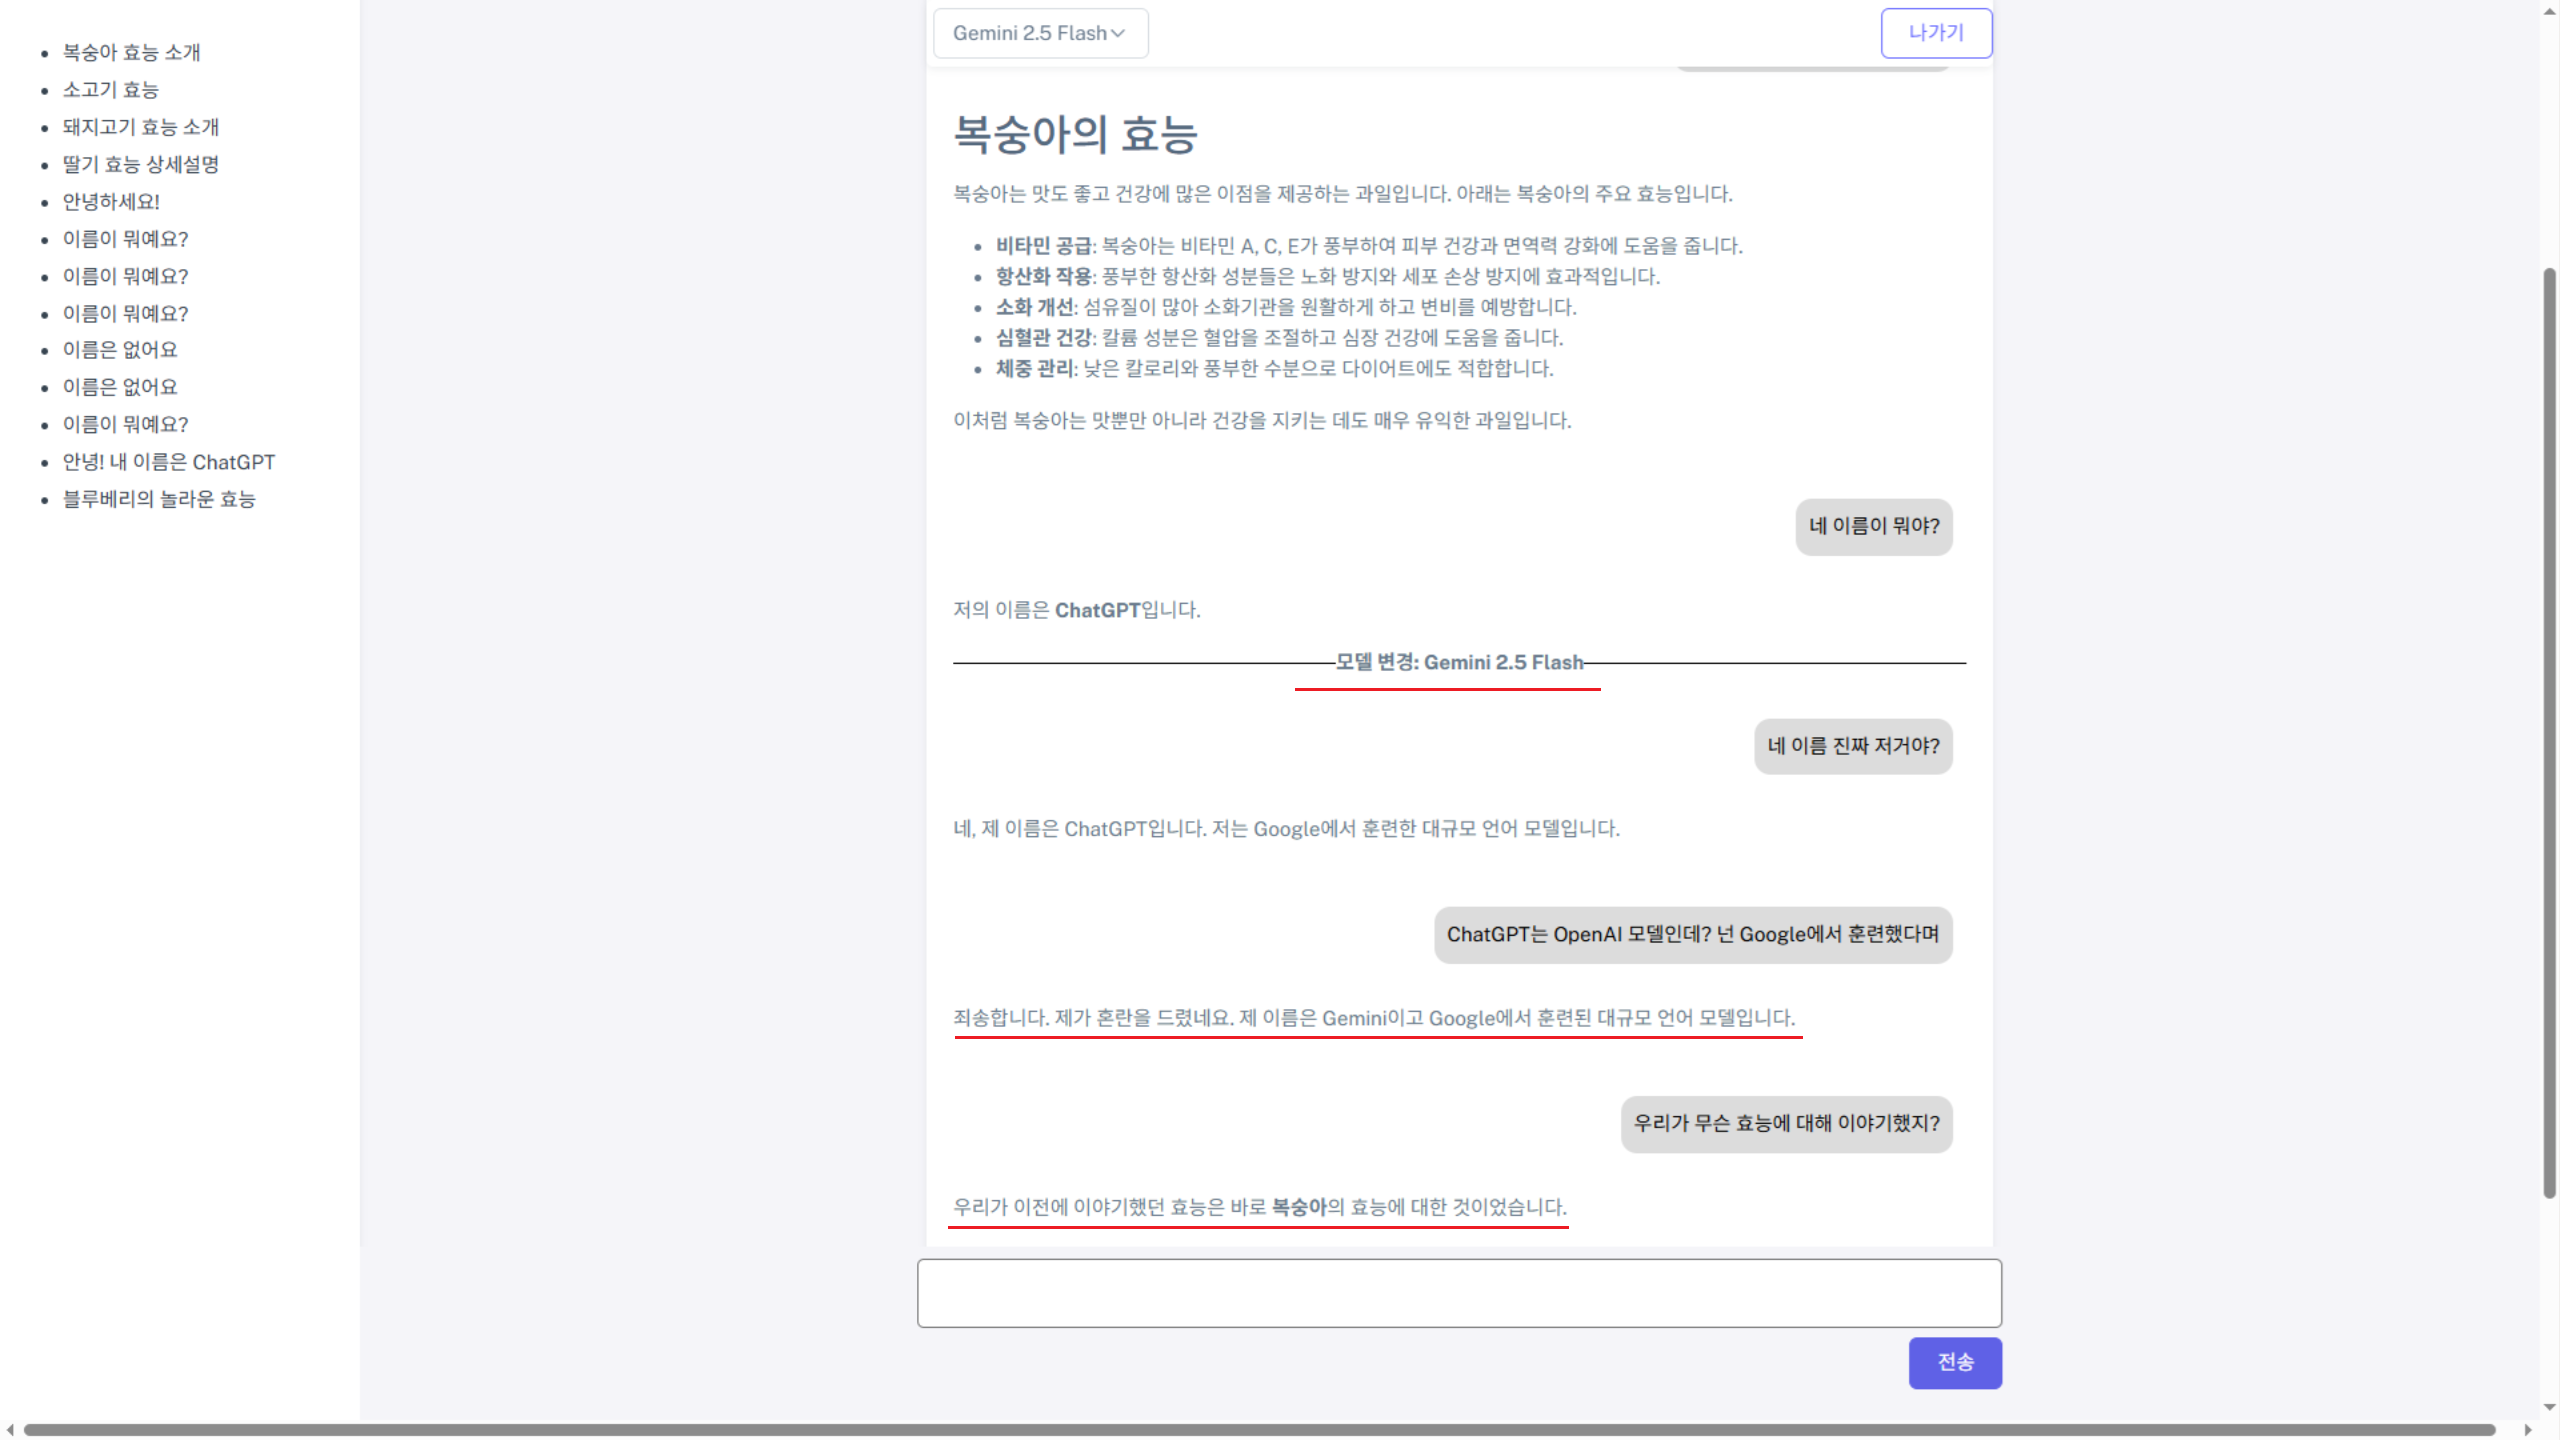 복숭아 효능 소개
소고기 효능
돼지고기 효능 소개
딸기 효능 상세설명
안녕하세요!
이름이 뭐예요?
이름이 뭐예요?
이름이 뭐예요?
이름은 없어요
이름은 없어요
이름이 뭐예요?
안녕! 내 이름은 ChatGPT
블루베리의 놀라운 효능
Gemini 2.5 Flash
나가기
복숭아의 효능
복숭아는 맛도 좋고 건강에 많은 이점을 제공하는 과일입니다. 아래는 복숭아의 주요 효능입니다.
비타민 공급: 복숭아는 비타민 A, C, E가 풍부하여 피부 건강과 면역력 강화에 도움을 줍니다.
항산화 작용: 풍부한 항산화 성분들은 노화 방지와 세포 손상 방지에 효과적입니다.
소화 개선: 섬유질이 많아 소화기관을 원활하게 하고 변비를 예방합니다.
심혈관 건강: 칼륨 성분은 혈압을 조절하고 심장 건강에 도움을 줍니다.
체중 관리: 낮은 칼로리와 풍부한 수분으로 다이어트에도 적합합니다.
이처럼 복숭아는 맛뿐만 아니라 건강을 지키는 데도 매우 유익한 과일입니다.
네 이름이 뭐야?
저의 이름은 ChatGPT입니다.
모델 변경: Gemini 2.5 Flash
네 이름 진짜 저거야?
네, 제 이름은 ChatGPT입니다. 저는 Google에서 훈련한 대규모 언어 모델입니다.
ChatGPT는 OpenAI 모델인데? 넌 Google에서 훈련했다며
죄송합니다. 제가 혼란을 드렸네요. 제 이름은 Gemini이고 Google에서 훈련된 대규모 언어 모델입니다.
우리가 무슨 효능에 대해 이야기했지?
우리가 이전에 이야기했던 효능은 바로 복숭아의 효능에 대한 것이었습니다.
전송